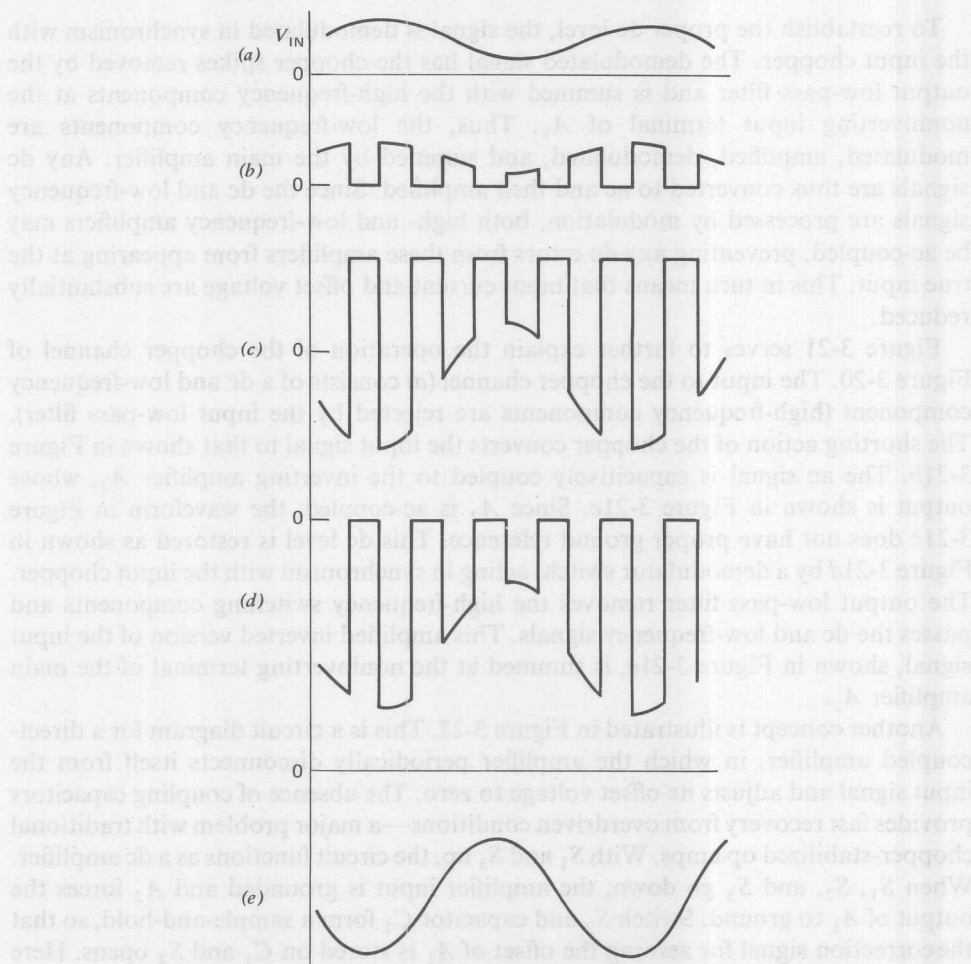 V_IN
(a)
0
(b)
0
(c)
0
0
(d)
0
(e)
To reestablish the proper dc level, the signal is demodulated in synchronism with
the input chopper. The demodulated signal has the chopper spikes removed by the
output low-pass filter and is summed with the high-frequency components at the
noninverting input terminal of A₁. Thus, the low-frequency components are
modulated, amplified, demodulated, and summed by the main amplifier. Any dc
signals are thus converted to ac and then amplified. Since the dc and low-frequency
signals are processed by modulation, both high- and low-frequency amplifiers may
be ac-coupled, preventing any dc errors from these amplifiers from appearing at the
true input. This in turn means that input current and offset voltage are substantially
reduced.
Figure 3-21 serves to further explain the operation of the chopper channel of
Figure 3-20. The input to the chopper channel (a) consists of a dc and low-frequency
component (high-frequency components are rejected by the input low-pass filter).
The shorting action of the chopper converts the input signal to that shown in Figure
3-21b. The ac signal is capacitively coupled to the inverting amplifier whose
output is shown in Figure 3-21c. Since is ac-coupled, the waveform in Figure
3-21c does not have proper ground reference. This dc level is restored as shown in
Figure 3-21d by a demodulator switch, acting in synchronism with the input chopper.
The output low-pass filter removes the high-frequency switching components and
passes the dc and low-frequency signals. This amplified inverted version of the input
signal, shown in Figure 3-21e, is summed at the noninverting terminal of the main
amplifier A₁.
Another concept is illustrated in Figure 3-22. This is a circuit diagram for a direct-
coupled amplifier, in which the amplifier periodically disconnects itself from the
input signal and adjusts its offset voltage to zero. The absence of coupling capacitors
provides fast recovery from overdriven conditions—a major problem with traditional
chopper-stabilized op amps. With S₁ and up, the circuit functions as a dc amplifier.
When S₁, S₂, and S₃ go down, the amplifier input is grounded and A₂ forces the
output of A₁ to ground. Switch and capacitor C₁ form a sample-and-hold, so that
the correction signal for zeroing the offset of A₁ is stored on C₁ and opens. Here